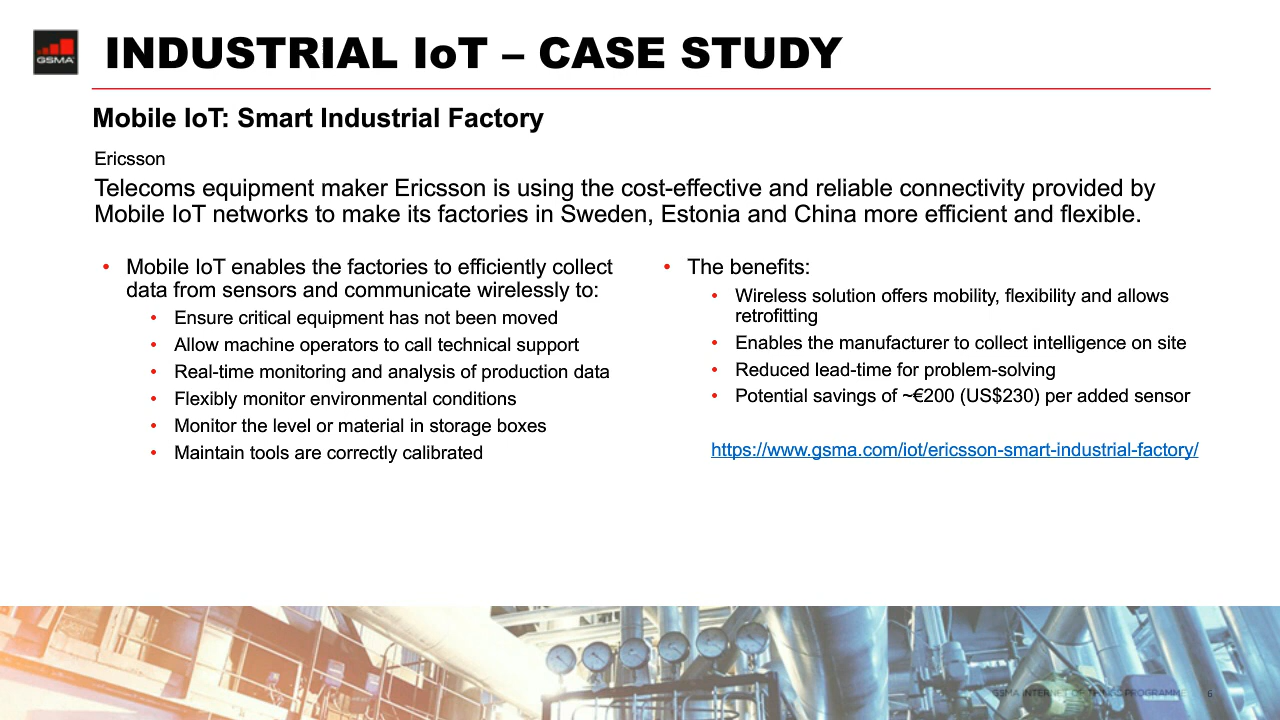 GSMA
INDUSTRIAL IoT – CASE STUDY
Mobile IoT: Smart Industrial Factory
Ericsson
Telecoms equipment maker Ericsson is using the cost-effective and reliable connectivity provided by
Mobile IoT networks to make its factories in Sweden, Estonia and China more efficient and flexible.
• Mobile IoT enables the factories to efficiently collect
data from sensors and communicate wirelessly to:
• Ensure critical equipment has not been moved
• Allow machine operators to call technical support
• Real-time monitoring and analysis of production data
• Flexibly monitor environmental conditions
• Monitor the level or material in storage boxes
• Maintain tools are correctly calibrated
• The benefits:
• Wireless solution offers mobility, flexibility and allows
retrofitting
• Enables the manufacturer to collect intelligence on site
• Reduced lead-time for problem-solving
• Potential savings of ~€200 (US$230) per added sensor
https://www.gsma.com/iot/ericsson-smart-industrial-factory/
GSMA INTERNET OF THINGS PROGRAMME
6